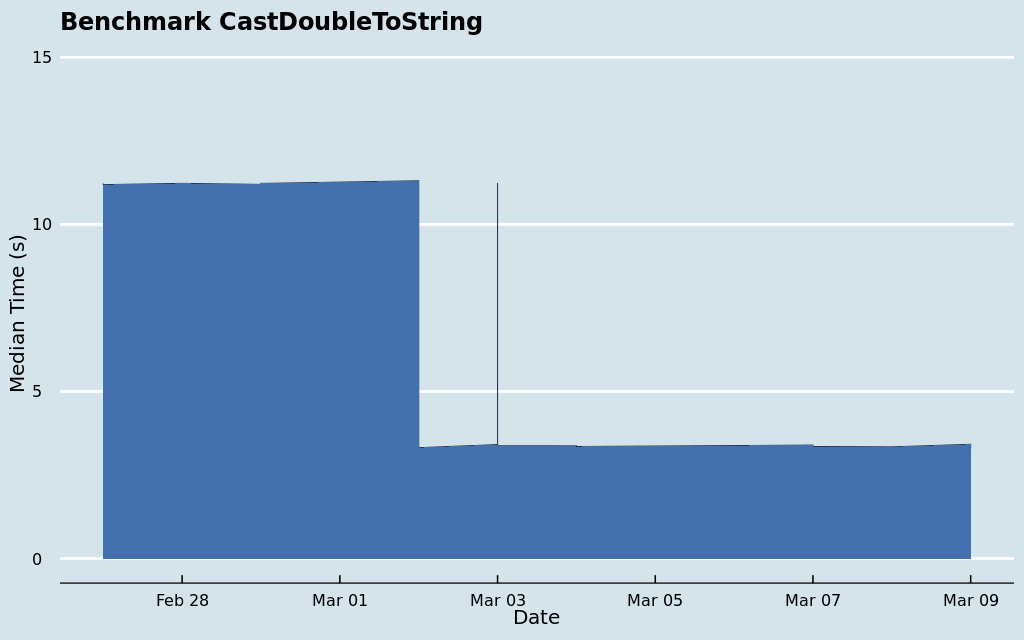 Benchmark CastDoubleToString
15
10
5
0
Median Time (s)
Feb 28
Mar 01
Mar 03
Mar 05
Mar 07
Mar 09
Date